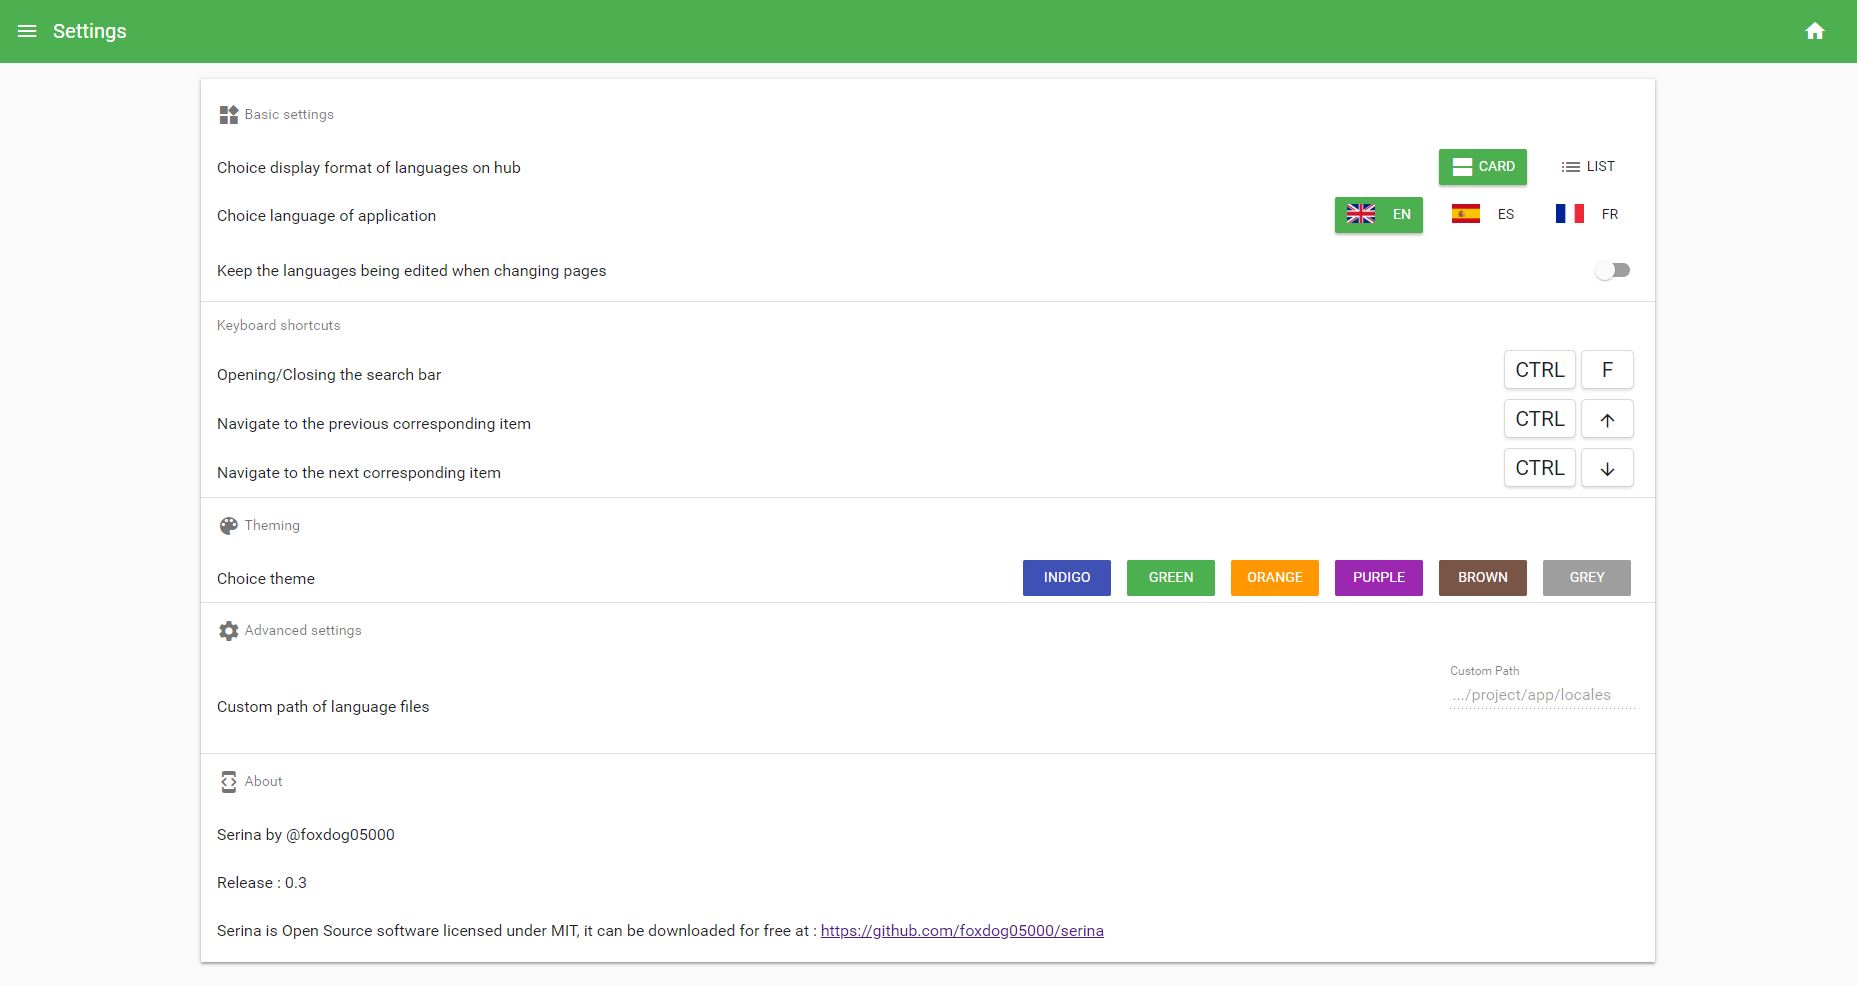 Settings
Basic settings
Choice display format of languages on hub CARD LIST
Choice language of application EN ES FR
Keep the languages being edited when changing pages
Keyboard shortcuts
Opening/Closing the search bar CTRL F
Navigate to the previous corresponding item CTRL ↑
Navigate to the next corresponding item CTRL ↓
Theming
Choice theme INDIGO GREEN ORANGE PURPLE BROWN GREY
Advanced settings
Custom Path
.../project/app/locales
Custom path of language files
About
Serina by @foxdog05000
Release : 0.3
Serina is Open Source software licensed under MIT, it can be downloaded for free at : https://github.com/foxdog05000/serina